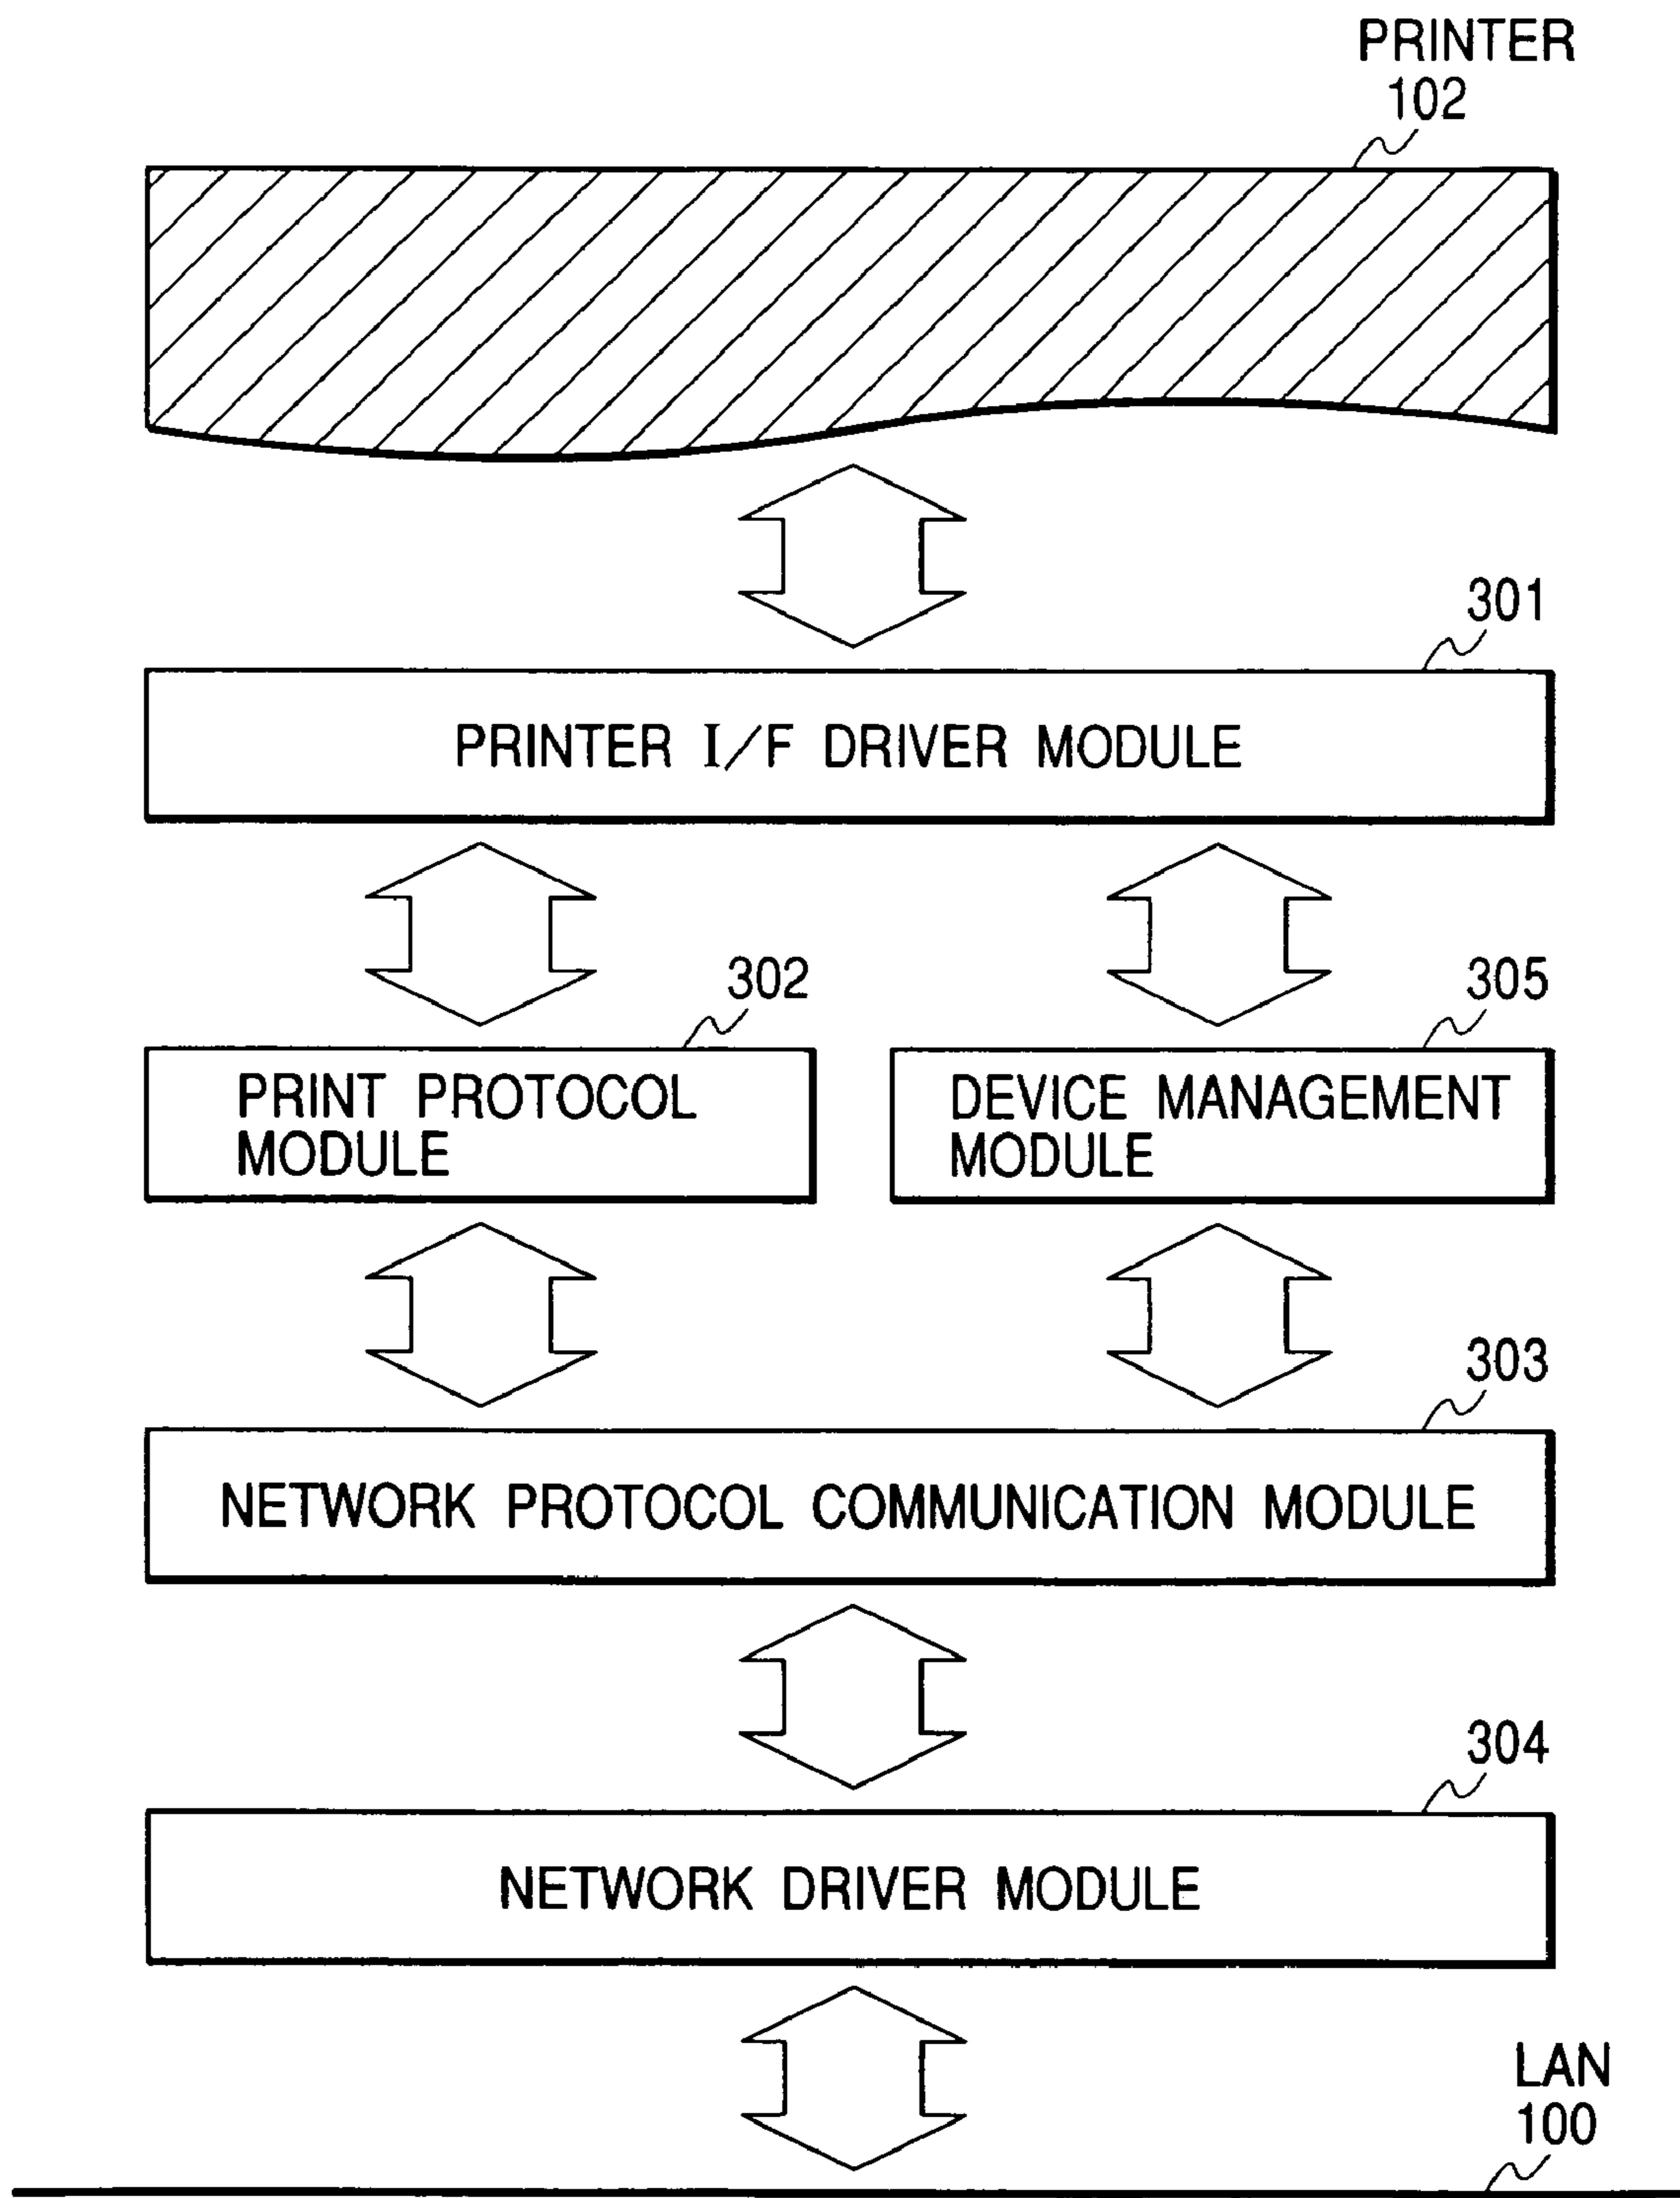 PRINTER
102
301
PRINTER I/F DRIVER MODULE
302
305
PRINT PROTOCOL
MODULE
DEVICE MANAGEMENT
MODULE
303
NETWORK PROTOCOL COMMUNICATION MODULE
304
NETWORK DRIVER MODULE
LAN
100